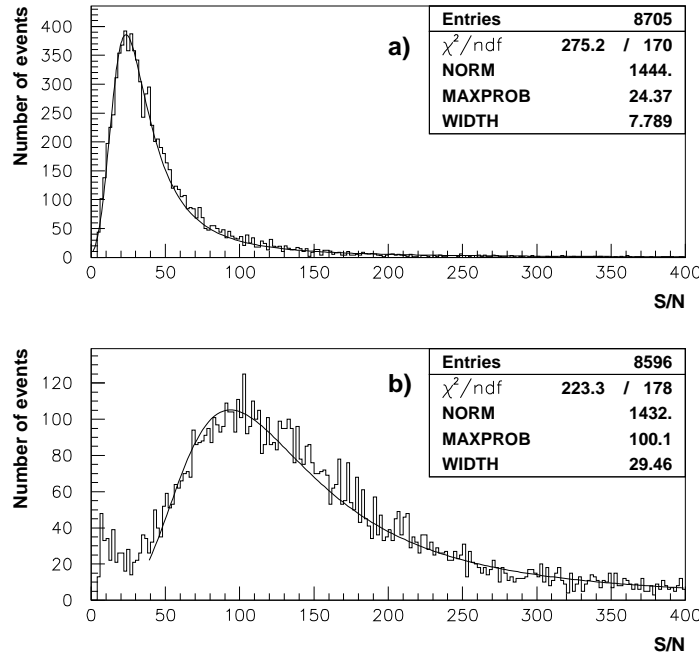 Number of events
400
350
300
250
200
150
100
50
0
a)
Entries 8705
χ²/ndf 275.2 / 170
NORM 1444.
MAXPROB 24.37
WIDTH 7.789
0 50 100 150 200 250 300 350 400
S/N
Number of events
120
100
80
60
40
20
0
b)
Entries 8596
χ²/ndf 223.3 / 178
NORM 1432.
MAXPROB 100.1
WIDTH 29.46
0 50 100 150 200 250 300 350 400
S/N